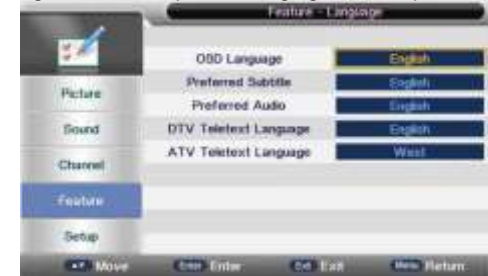 Feature - Language
OSD Language English
Preferred Subtitle English
Preferred Audio English
DTV Teletext Language English
ATV Teletext Language West
Picture
Sound
Channel
Feature
Setup
Move Enter Enter Exit Exit Menu Return